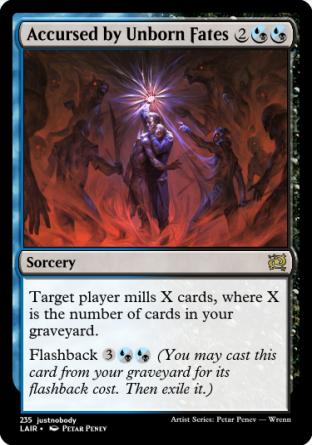 Accursed by Unborn Fates 2
Sorcery
Target player mills X cards, where X
is the number of cards in your
graveyard.
Flashback 3 (You may cast this
card from your graveyard for its
flashback cost. Then exile it.)
235 justnobody
LAIR • Petar Penev
Artist Series: Petar Penev — Wrenn